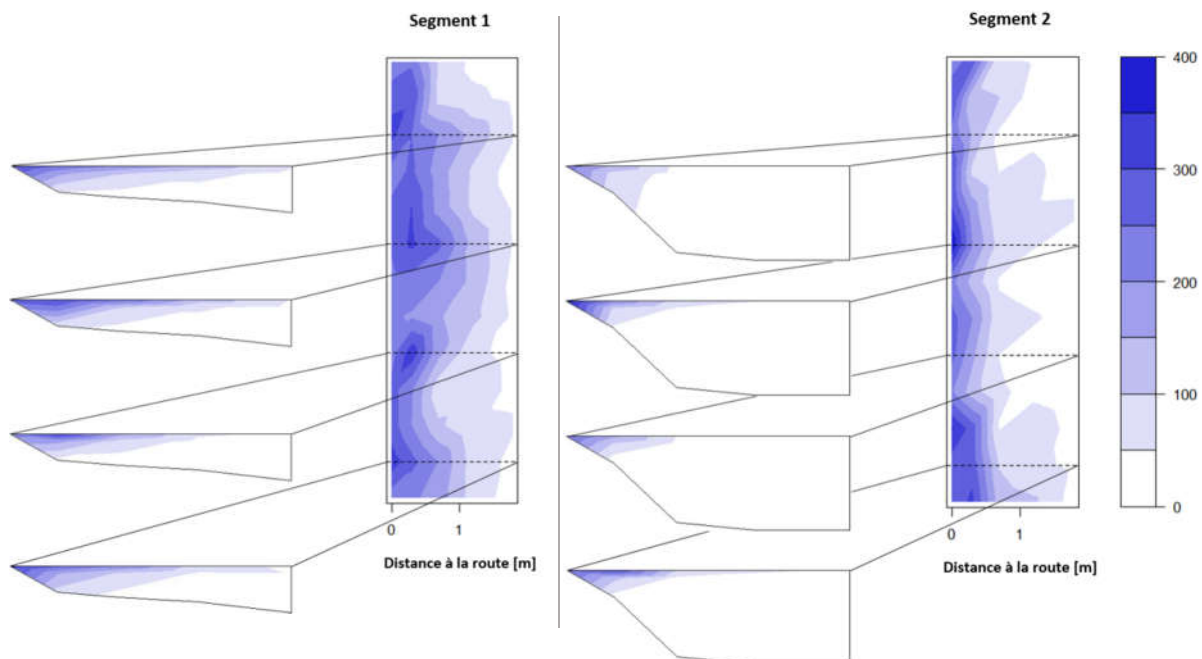 Segment 1
Segment 2
400
300
200
100
0
0 1
0 1
Distance à la route [m]
Distance à la route [m]